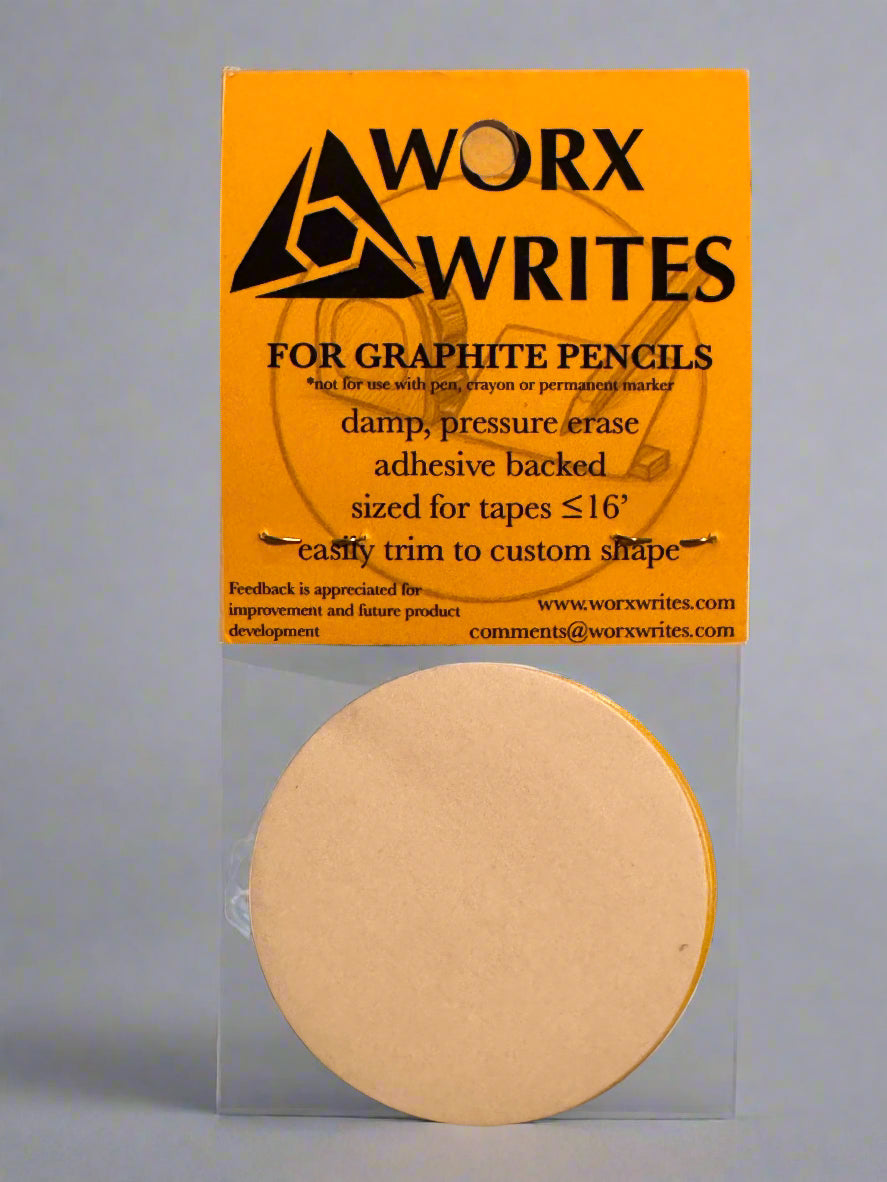 WORX
WRITES
FOR GRAPHITE PENCILS
*not for use with pen, crayon or permanent marker
damp, pressure erase
adhesive backed
sized for tapes ≤16’
easily trim to custom shape
Feedback is appreciated for
improvement and future product
development
www.worxwrites.com
comments@worxwrites.com